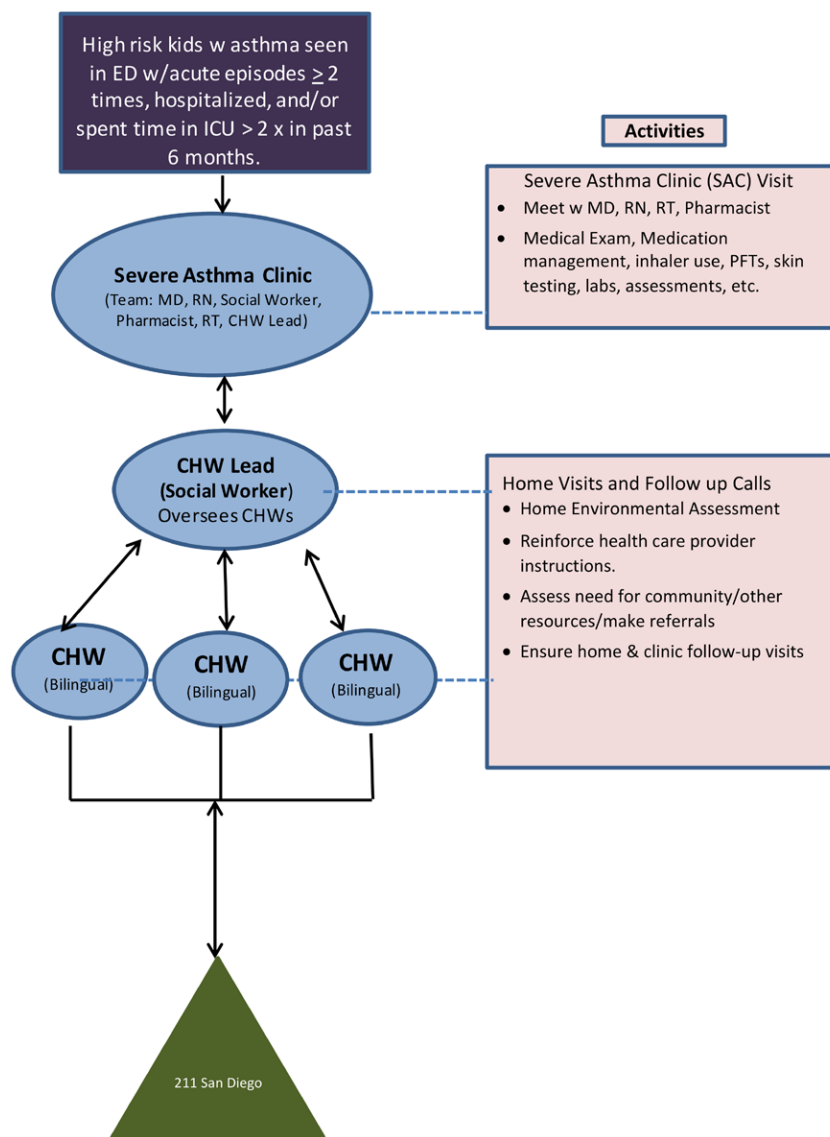 High risk kids w asthma seen
in ED w/acute episodes ≥ 2
times, hospitalized, and/or
spent time in ICU > 2 x in past
6 months.
Activities
Severe Asthma Clinic (SAC) Visit
• Meet w MD, RN, RT, Pharmacist
• Medical Exam, Medication
management, inhaler use, PFTs, skin
testing, labs, assessments, etc.
Severe Asthma Clinic
(Team: MD, RN, Social Worker,
Pharmacist, RT, CHW Lead)
CHW Lead
(Social Worker)
Oversees CHWs
Home Visits and Follow up Calls
• Home Environmental Assessment
• Reinforce health care provider
instructions.
• Assess need for community/other
resources/make referrals
• Ensure home & clinic follow-up visits
CHW
(Bilingual)
CHW
(Bilingual)
CHW
(Bilingual)
211 San Diego